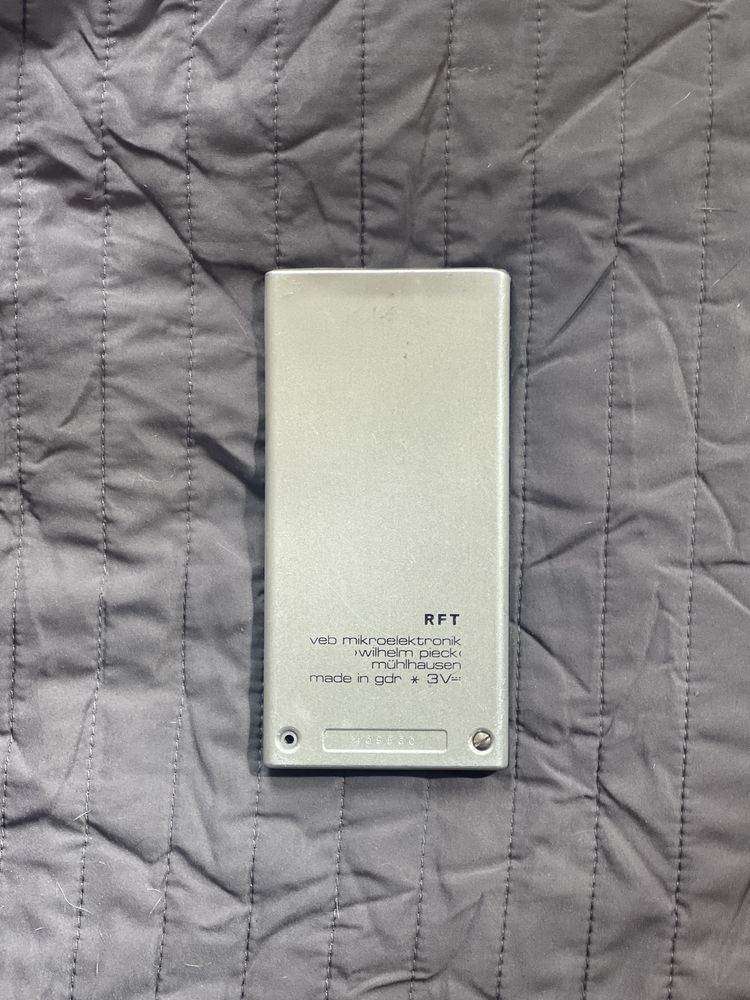 RFT
veb mikroelektronik
›wilhelm pieck‹
mühlhausen
made in gdr * 3V⎓